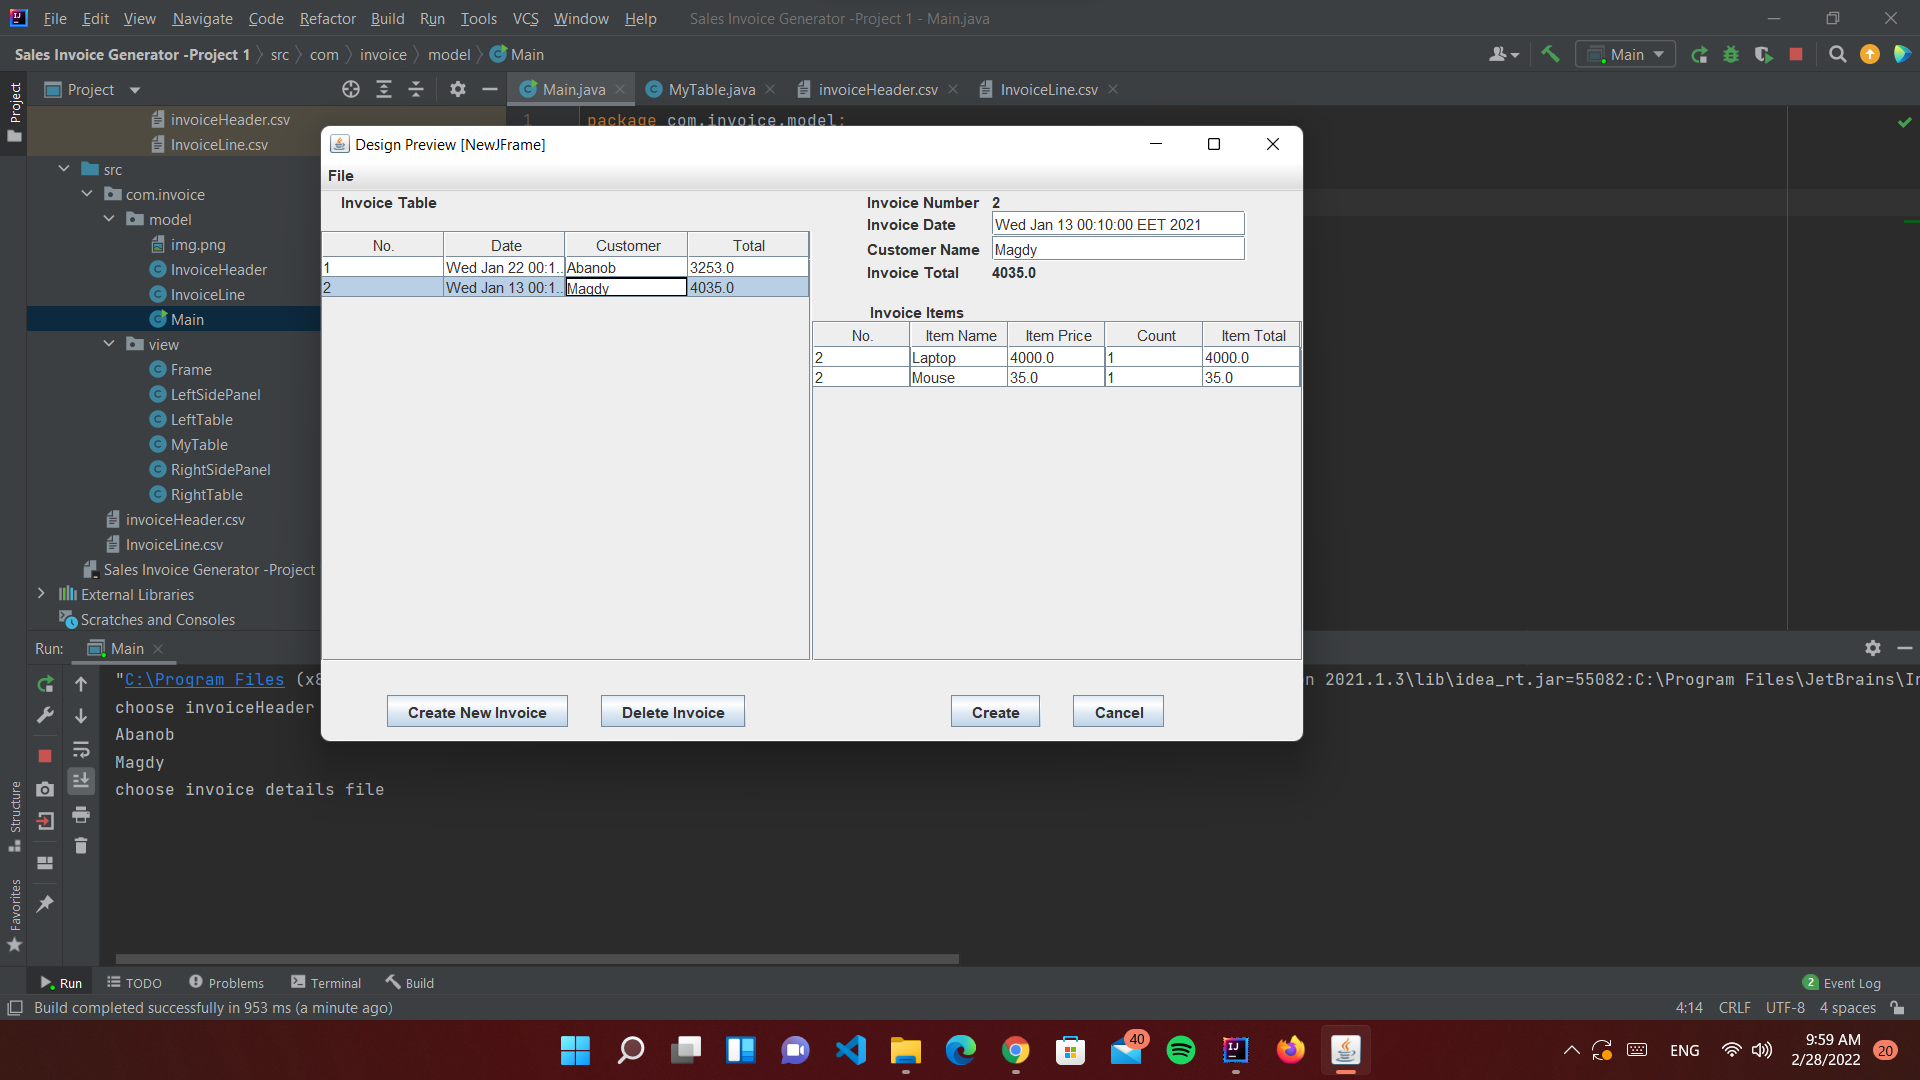 File Edit View Navigate Code Refactor Build Run Tools VCS Window Help Sales Invoice Generator -Project 1 - Main.java
Sales Invoice Generator -Project 1 src com invoice model Main
Main
Project
Main.java MyTable.java invoiceHeader.csv InvoiceLine.csv
Project
invoiceHeader.csv
InvoiceLine.csv
src
com.invoice
model
img.png
InvoiceHeader
InvoiceLine
Main
view
Frame
LeftSidePanel
LeftTable
MyTable
RightSidePanel
RightTable
invoiceHeader.csv
InvoiceLine.csv
Sales Invoice Generator -Project
External Libraries
Scratches and Consoles
1 package com.invoice.model;
Design Preview [NewJFrame]
File
Invoice Table
No. Date Customer Total
1 Wed Jan 22 00:1... Abanob 3253.0
2 Wed Jan 13 00:1... Magdy 4035.0
Invoice Number 2
Invoice Date Wed Jan 13 00:10:00 EET 2021
Customer Name Magdy
Invoice Total 4035.0
Invoice Items
No. Item Name Item Price Count Item Total
2 Laptop 4000.0 1 4000.0
2 Mouse 35.0 1 35.0
Create New Invoice Delete Invoice Create Cancel
Run: Main
"C:\Program Files (x8
n 2021.1.3\lib\idea_rt.jar=55082:C:\Program Files\JetBrains\In
choose invoiceHeader
Abanob
Magdy
choose invoice details file
Structure
Favorites
Run TODO Problems Terminal Build
2 Event Log
Build completed successfully in 953 ms (a minute ago)
4:14 CRLF UTF-8 4 spaces
40
ENG
9:59 AM
2/28/2022
20